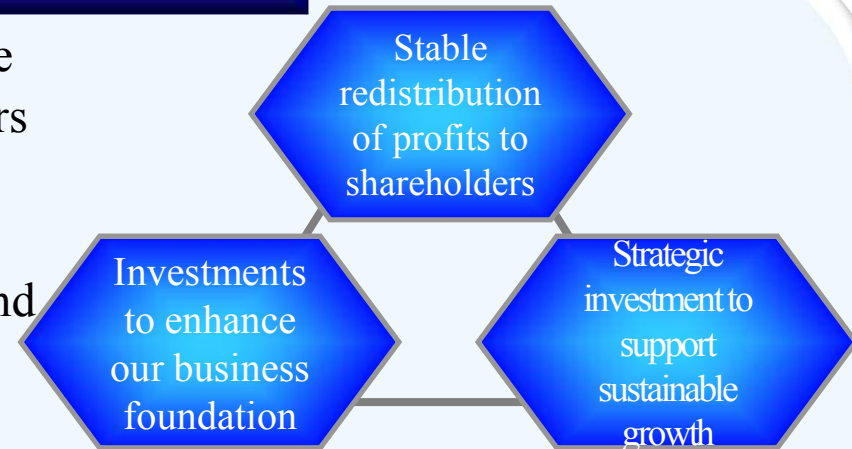 Stable
redistribution
of profits to
shareholders
Investments
to enhance
our business
foundation
Strategic
investment to
support
sustainable
growth